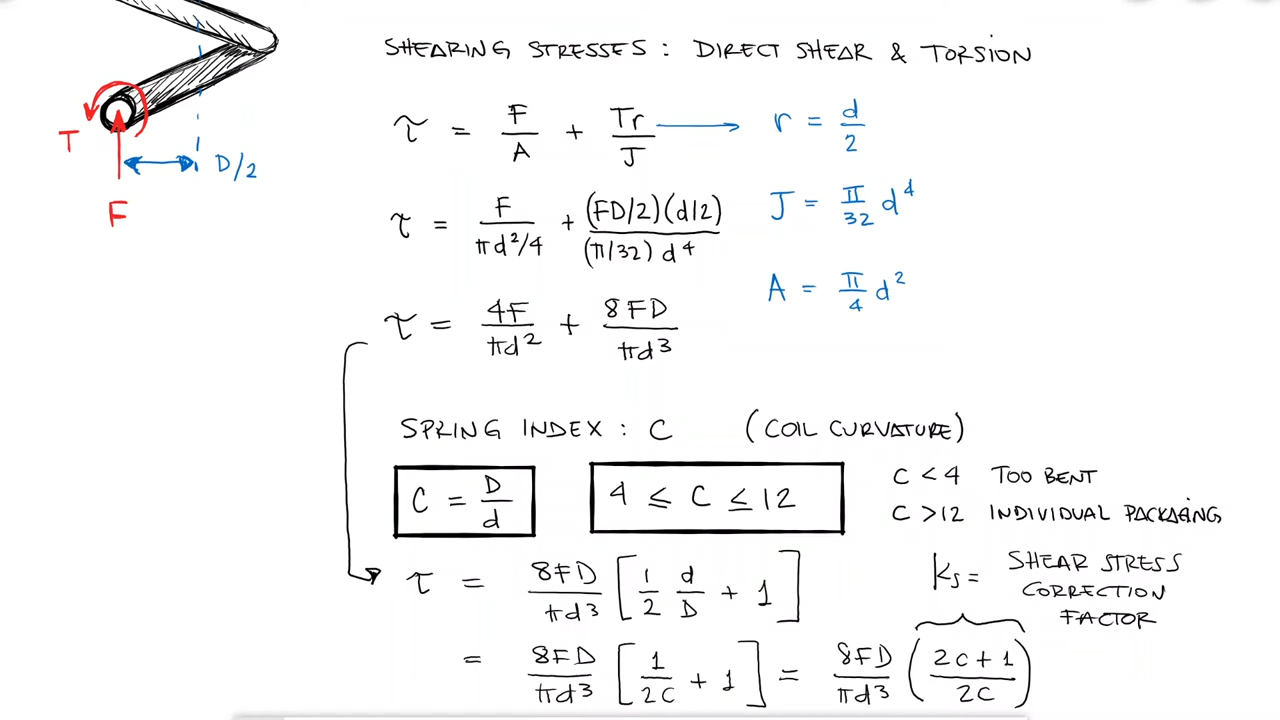 SHEARING STRESSES: DIRECT SHEAR & TORSION
τ = F/A + Tr/J → r = d/2
T
D/2
F
τ = F/(πd²/4) + (FD/2)(d/2)/((π/32)d⁴)
J = π/32 d⁴
A = π/4 d²
τ = 4F/πd² + 8FD/πd³
SPRING INDEX: C (COIL CURVATURE)
C = D/d
4 ≤ C ≤ 12
C < 4 TOO BENT
C > 12 INDIVIDUAL PACKAGING
τ = 8FD/πd³ [1/2 d/D + 1]
Ks = SHEAR STRESS
CORRECTION
FACTOR
= 8FD/πd³ [1/2C + 1] = 8FD/πd³ (2C+1/2C)